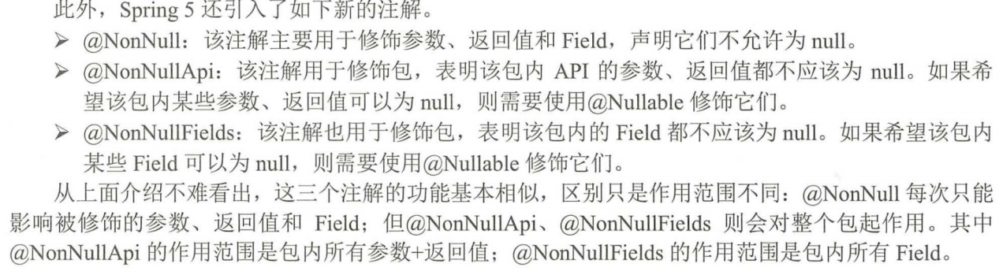 此外，Spring 5 还引入了如下新的注解。
➢ @NonNull：该注解主要用于修饰参数、返回值和 Field，声明它们不允许为 null。
➢ @NonNullApi：该注解用于修饰包，表明该包内 API 的参数、返回值都不应该为 null。如果希
望该包内某些参数、返回值可以为 null，则需要使用@Nullable 修饰它们。
➢ @NonNullFields：该注解也用于修饰包，表明该包内的 Field 都不应该为 null。如果希望该包内
某些 Field 可以为 null，则需要使用@Nullable 修饰它们。
从上面介绍不难看出，这三个注解的功能基本相似，区别只是作用范围不同：@NonNull 每次只能
影响被修饰的参数、返回值和 Field；但@NonNullApi、@NonNullFields 则会对整个包起作用。其中
@NonNullApi 的作用范围是包内所有参数+返回值；@NonNullFields 的作用范围是包内所有 Field。